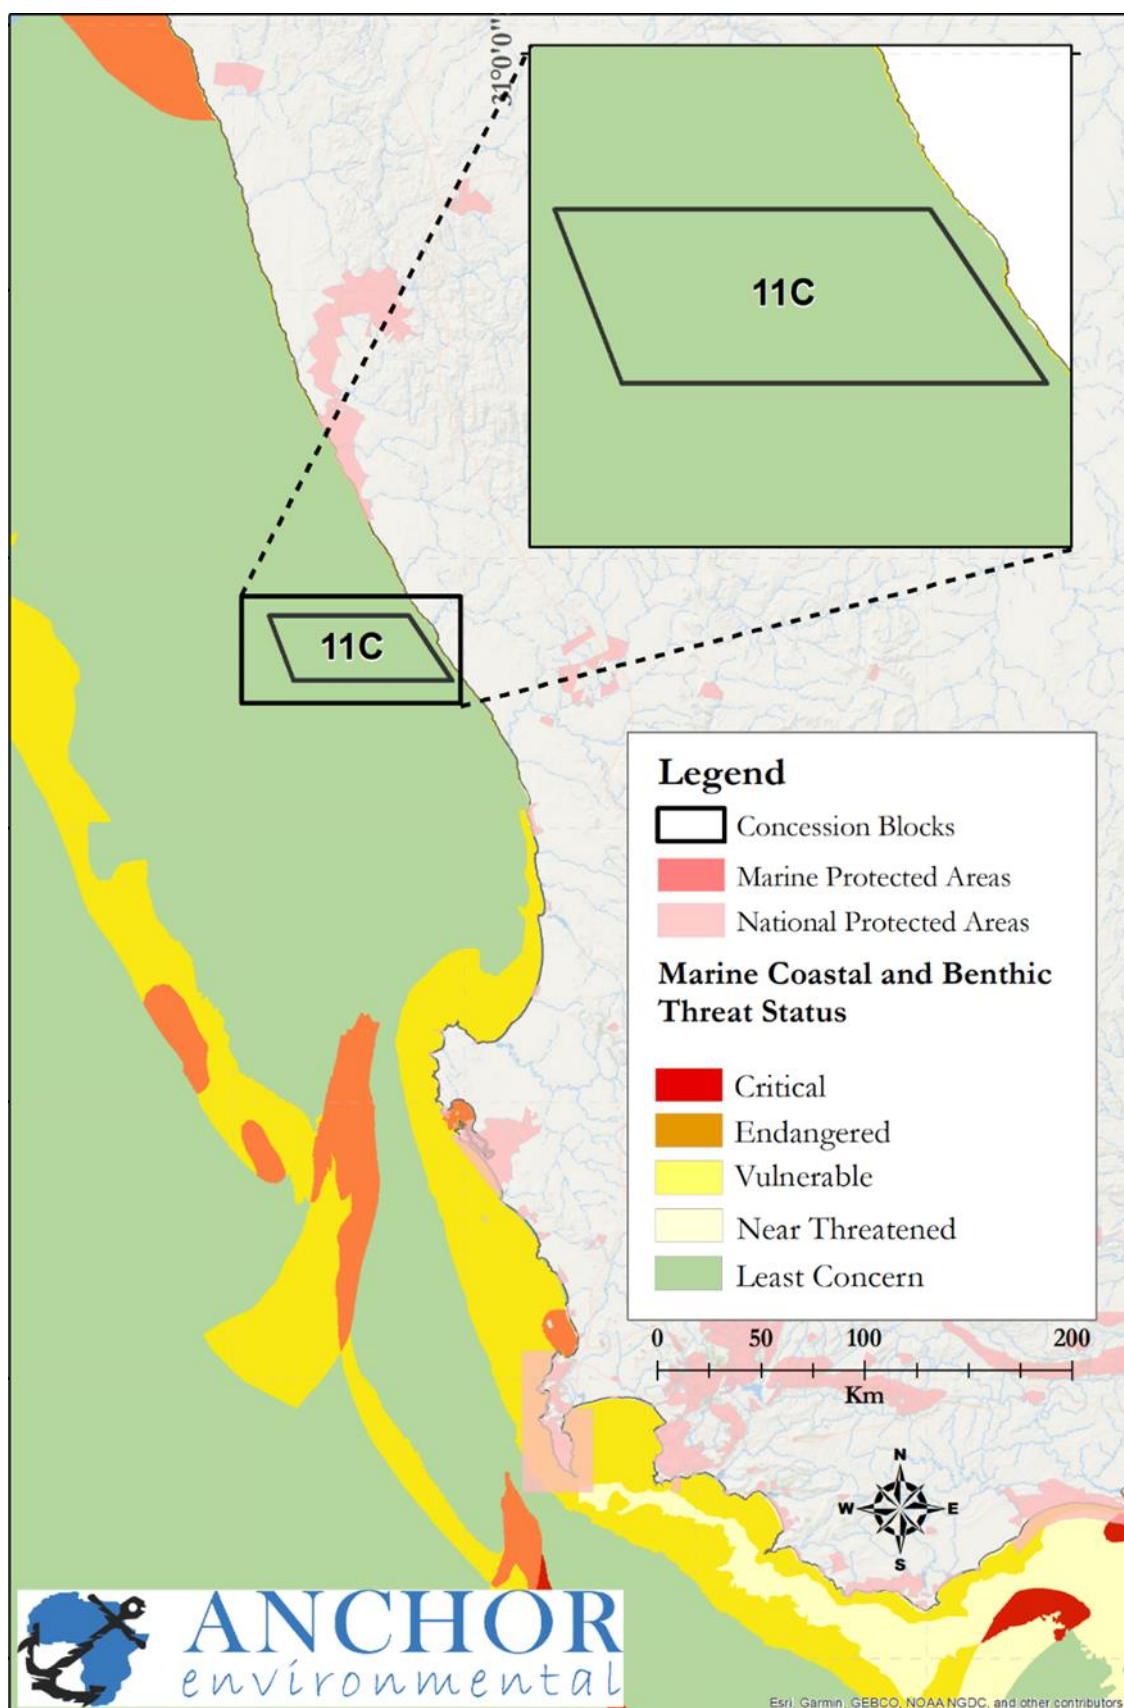 31°0'0"
11C
11C
Legend
Concession Blocks
Marine Protected Areas
National Protected Areas
Marine Coastal and Benthic
Threat Status
Critical
Endangered
Vulnerable
Near Threatened
Least Concern
0 50 100 200
Km
N
W E
S
ANCHOR
environmental
Esri, Garmin, GEBCO, NOAA NGDC, and other contributors